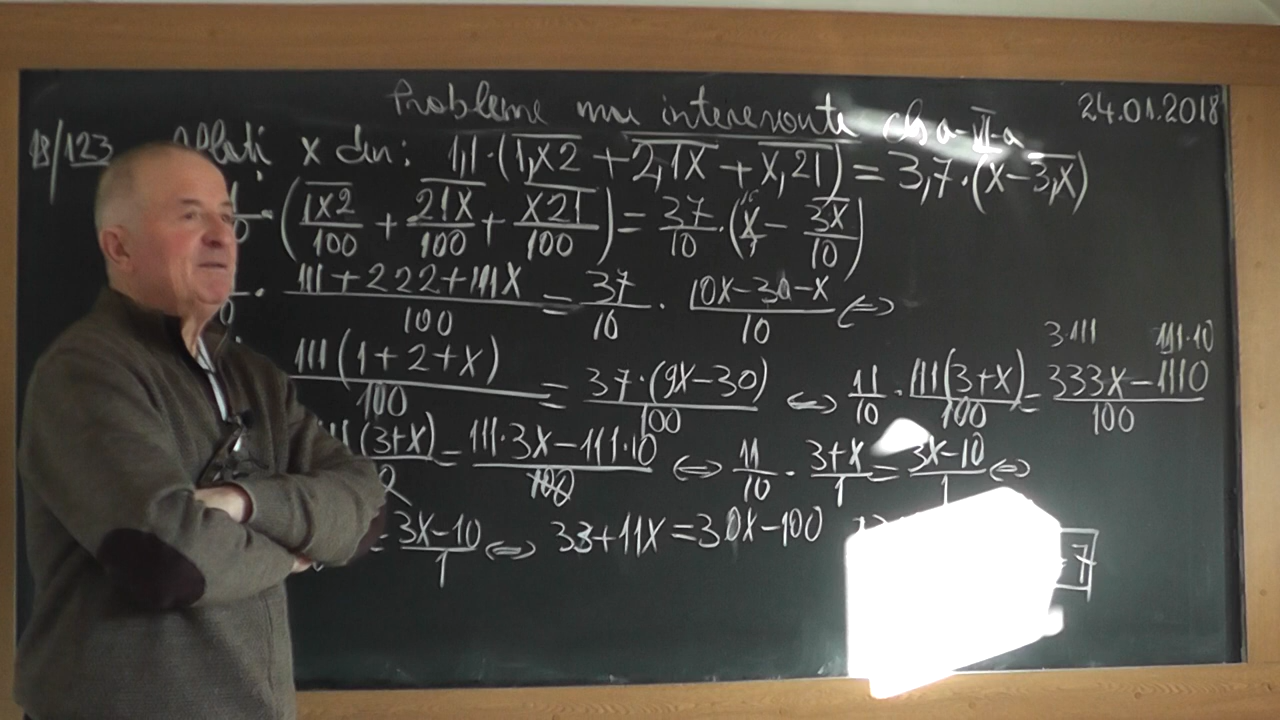 Probleme mai interesante cls a-VI-a 24.01.2018
18/123 Aflați x din: 1,1·(1,x2 + 2,1x + x,21) = 3,7·(x-3,x)
(1x2/100 + 21x/100 + x21/100) = 37/10·(x/1 - 3x/10)
· 111+222+111x/100 = 37/10 · 10x-30-x/10 ⇔
3·111 111·10
111(1+2+x)/100 = 37·(9x-30)/100 ⇔ 11/10 · 111(3+x)/100 = 333x-1110/100
(3+x) = 111·3x-111·10/100 ⇔ 11/10 · 3+x/1 = 3x-10/1 ⇔
= 3x-10/1 ⇔ 33+11x = 30x-100
= 7